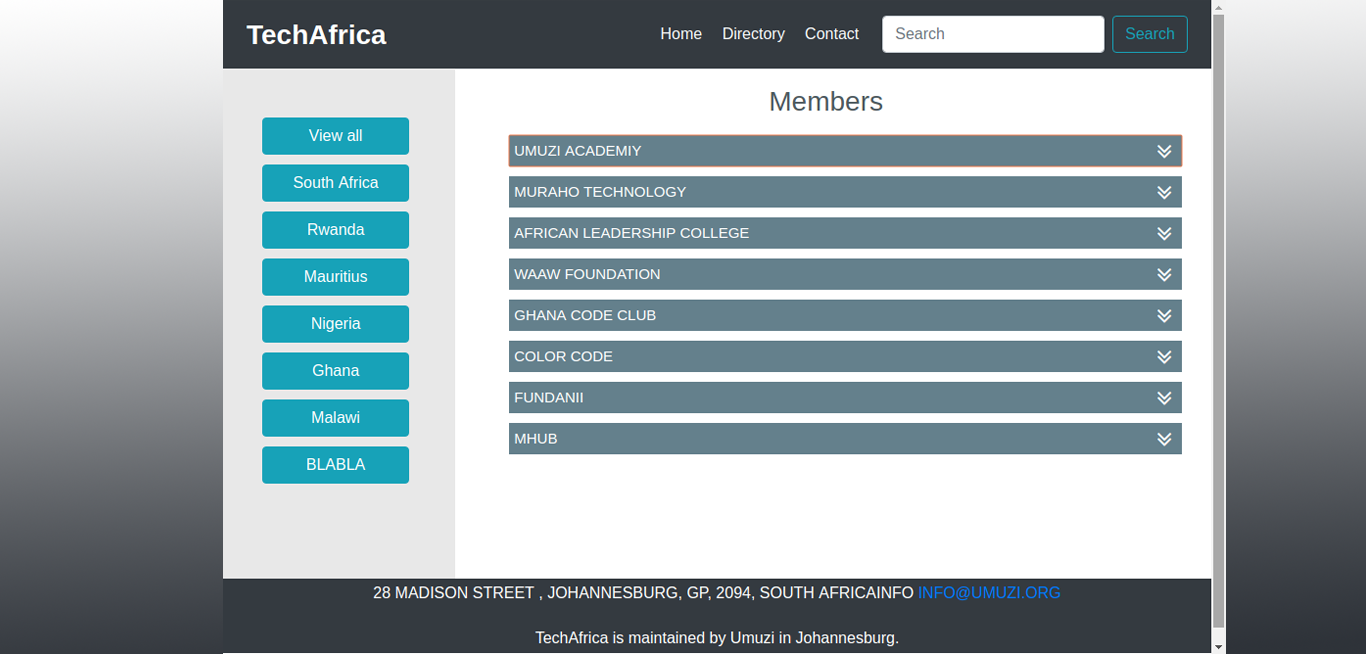 TechAfrica
Home Directory Contact Search Search
View all
South Africa
Rwanda
Mauritius
Nigeria
Ghana
Malawi
BLABLA
Members
UMUZI ACADEMIY
MURAHO TECHNOLOGY
AFRICAN LEADERSHIP COLLEGE
WAAW FOUNDATION
GHANA CODE CLUB
COLOR CODE
FUNDANII
MHUB
28 MADISON STREET , JOHANNESBURG, GP, 2094, SOUTH AFRICAINFO INFO@UMUZI.ORG
TechAfrica is maintained by Umuzi in Johannesburg.